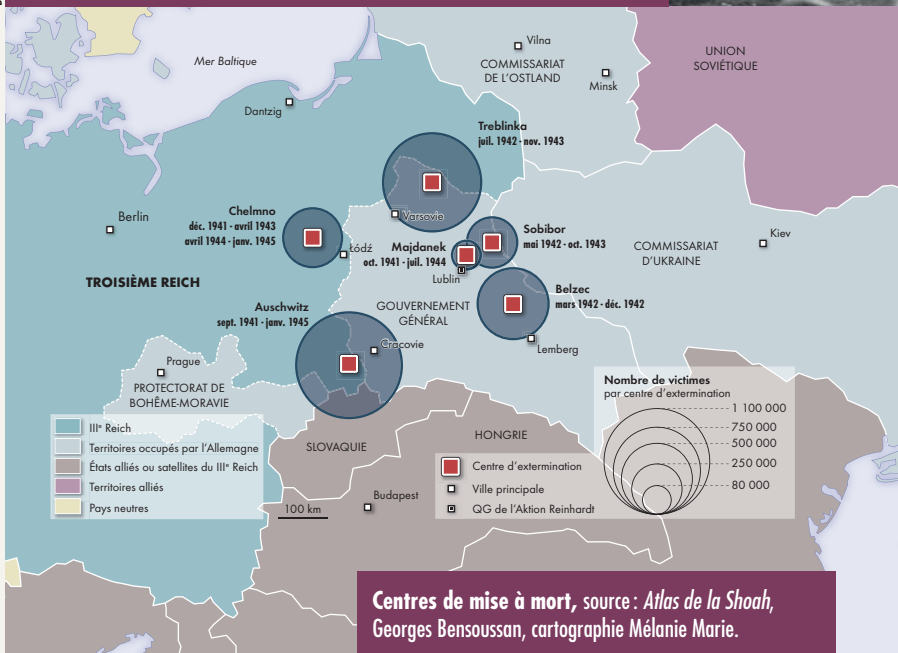 Mer Baltique
Vilna
COMMISSARIAT
DE L'OSTLAND
Minsk
UNION
SOVIÉTIQUE
Dantzig
Treblinka
juil. 1942 - nov. 1943
Berlin
Chelmno
déc. 1941 - avril 1943
avril 1944 - janv. 1945
Varsovie
Łódź
Majdanek
oct. 1941 - juil. 1944
Lublin
Sobibor
mai 1942 - oct. 1943
COMMISSARIAT
D'UKRAINE
Kiev
TROISIÈME REICH
Belzec
mars 1942 - déc. 1942
GOUVERNEMENT
GÉNÉRAL
Auschwitz
sept. 1941 - janv. 1945
Cracovie
Lemberg
Prague
PROTECTORAT DE
BOHÊME-MORAVIE
Nombre de victimes
par centre d'extermination
1 100 000
750 000
500 000
250 000
80 000
IIIe Reich
Territoires occupés par l'Allemagne
États alliés ou satellites du IIIe Reich
Territoires alliés
Pays neutres
SLOVAQUIE
HONGRIE
Budapest
100 km
Centre d'extermination
Ville principale
QG de l'Aktion Reinhardt
Centres de mise à mort, source : Atlas de la Shoah,
Georges Bensoussan, cartographie Mélanie Marie.